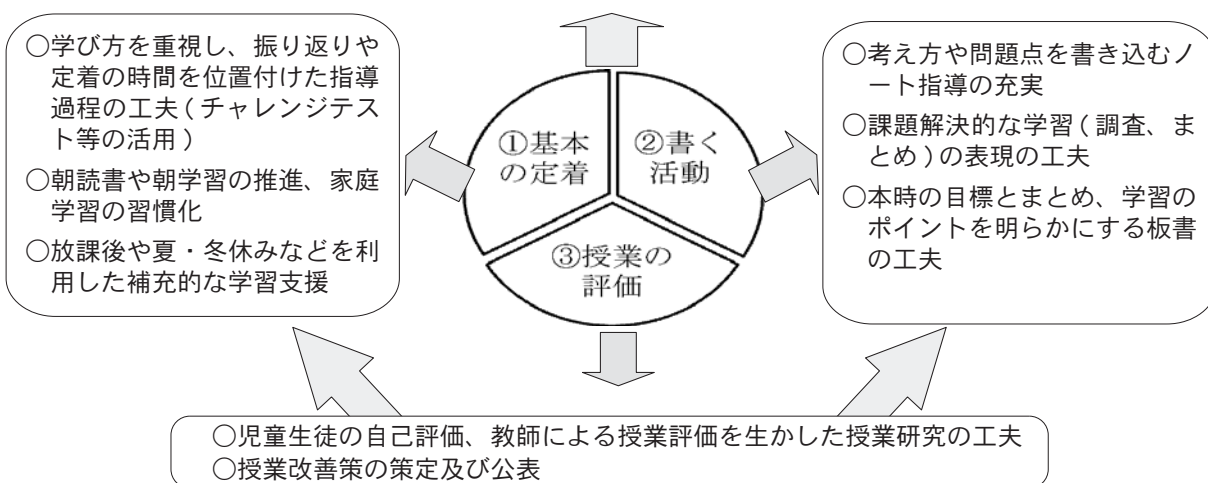 ○学び方を重視し、振り返りや
定着の時間を位置付けた指導
過程の工夫(チャレンジテス
ト等の活用)
○朝読書や朝学習の推進、家庭
学習の習慣化
○放課後や夏・冬休みなどを利
用した補充的な学習支援
①基本
の定着
②書く
活動
③授業の
評価
○考え方や問題点を書き込むノ
ート指導の充実
○課題解決的な学習(調査、ま
とめ)の表現の工夫
○本時の目標とまとめ、学習の
ポイントを明らかにする板書
の工夫
○児童生徒の自己評価、教師による授業評価を生かした授業研究の工夫
○授業改善策の策定及び公表